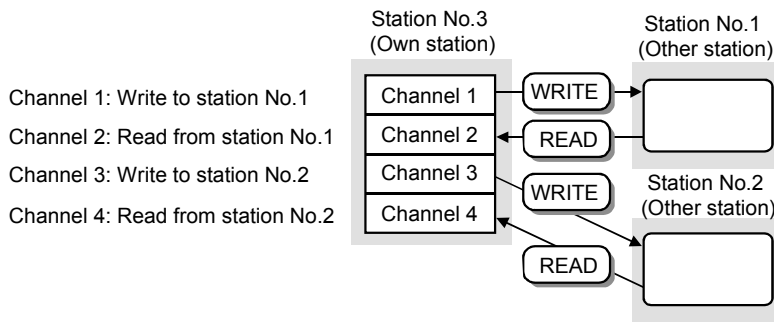 Station No.3
(Own station)
Station No.1
(Other station)
Channel 1: Write to station No.1
Channel 2: Read from station No.1
Channel 3: Write to station No.2
Channel 4: Read from station No.2
Channel 1
Channel 2
Channel 3
Channel 4
WRITE
READ
WRITE
READ
Station No.2
(Other station)